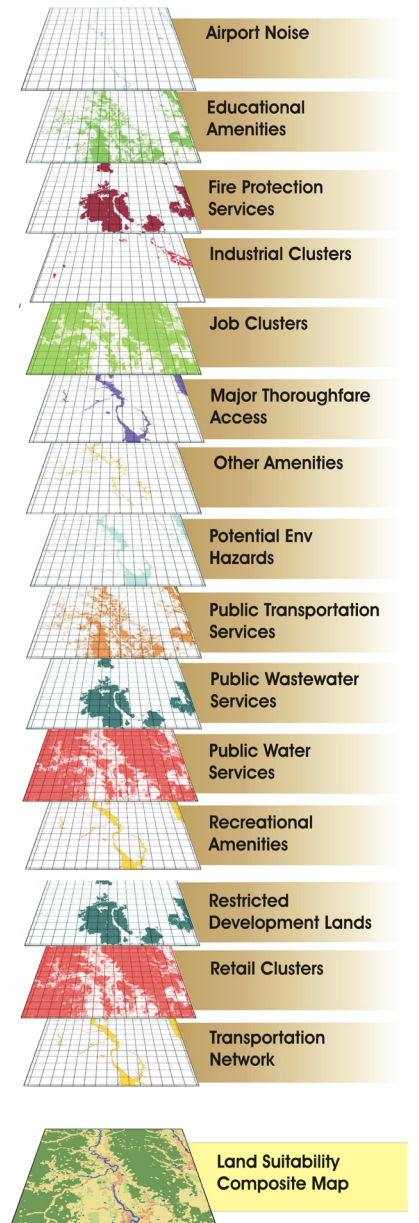 Airport Noise
Educational
Amenities
Fire Protection
Services
Industrial Clusters
Job Clusters
Major Thoroughfare
Access
Other Amenities
Potential Env
Hazards
Public Transportation
Services
Public Wastewater
Services
Public Water
Services
Recreational
Amenities
Restricted
Development Lands
Retail Clusters
Transportation
Network
Land Suitability
Composite Map